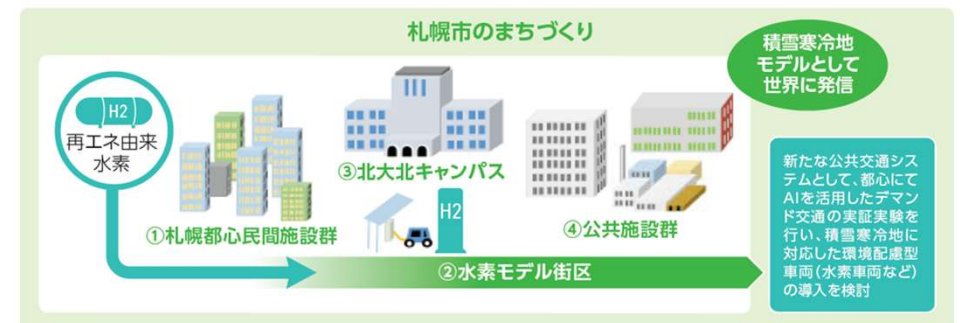 札幌市のまちづくり
積雪寒冷地
モデルとして
世界に発信
H2
再エネ由来
水素
③北大北キャンパス
①札幌都心民間施設群
H2
④公共施設群
②水素モデル街区
新たな公共交通シス
テムとして、都心にて
AIを活用したデマン
ド交通の実証実験を
行い、積雪寒冷地に
対応した環境配慮型
車両(水素車両など)
の導入を検討